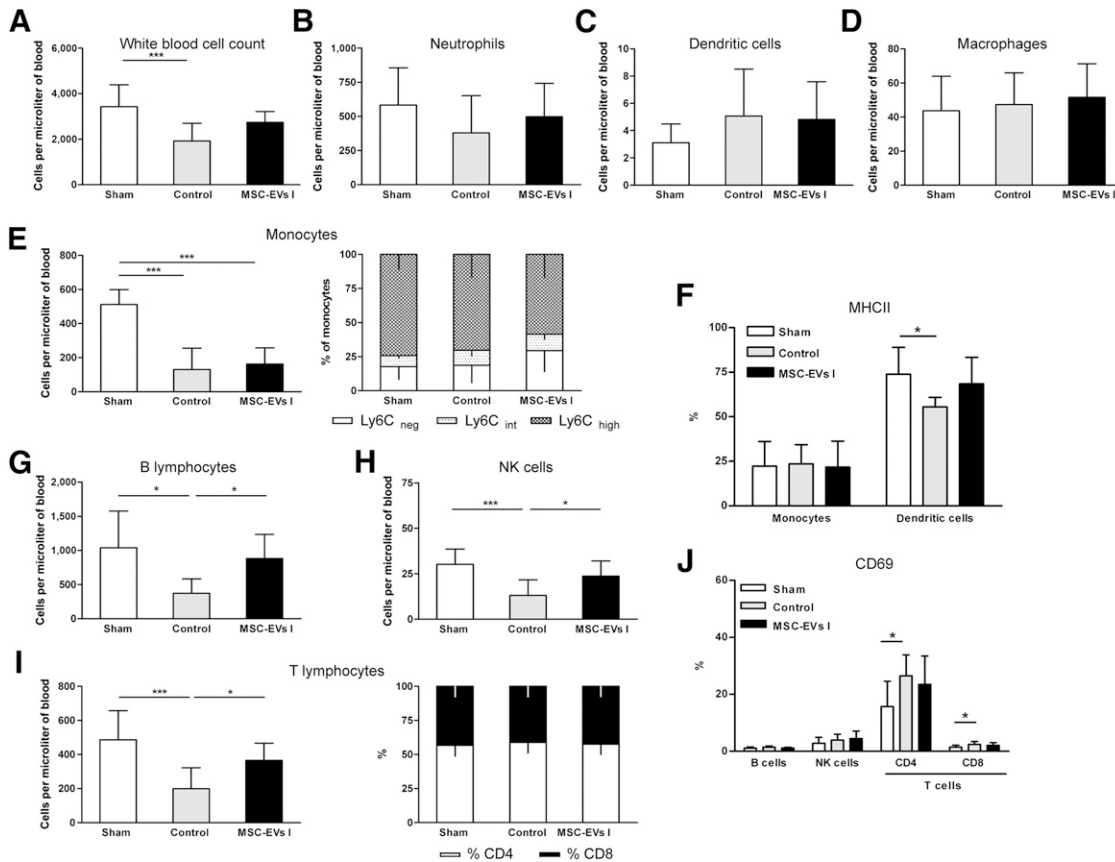 A
White blood cell count
Cells per microliter of blood
6,000
4,000
2,000
0
***
Sham Control MSC-EVs I
B
Neutrophils
Cells per microliter of blood
1,000
750
500
250
0
Sham Control MSC-EVs I
C
Dendritic cells
Cells per microliter of blood
10
8
6
4
2
0
Sham Control MSC-EVs I
D
Macrophages
Cells per microliter of blood
80
60
40
20
0
Sham Control MSC-EVs I
E
Monocytes
Cells per microliter of blood
800
600
400
200
0
***
***
Sham Control MSC-EVs I
% of monocytes
100
75
50
25
0
Sham Control MSC-EVs I
Ly6C neg Ly6C int Ly6C high
F
MHCII
%
100
75
50
25
0
Sham
Control
MSC-EVs I
*
Monocytes Dendritic cells
G
B lymphocytes
Cells per microliter of blood
2,000
1,500
1,000
500
0
* *
Sham Control MSC-EVs I
H
NK cells
Cells per microliter of blood
75
50
25
0
*** *
Sham Control MSC-EVs I
I
T lymphocytes
Cells per microliter of blood
800
600
400
200
0
*** *
Sham Control MSC-EVs I
%
100
75
50
25
0
Sham Control MSC-EVs I
% CD4 % CD8
J
CD69
%
60
40
20
0
Sham
Control
MSC-EVs I
*
*
B cells NK cells CD4 CD8
T cells